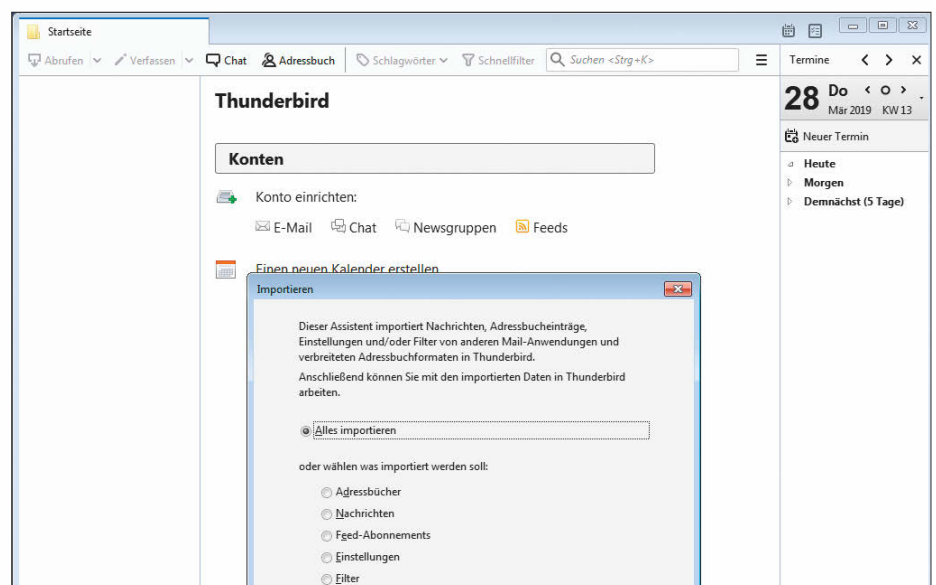 Startseite
Abrufen
Verfassen
Chat
Adressbuch
Schlagwörter
Schnellfilter
Suchen <Strg+K>
Termine
28
Do
Mär 2019 KW 13
Neuer Termin
Heute
Morgen
Demnächst (5 Tage)
Thunderbird
Konten
Konto einrichten:
E-Mail
Chat
Newsgruppen
Feeds
Einen neuen Kalender erstellen
Importieren
Dieser Assistent importiert Nachrichten, Adressbucheinträge,
Einstellungen und/oder Filter von anderen Mail-Anwendungen und
verbreiteten Adressbuchformaten in Thunderbird.
Anschließend können Sie mit den importierten Daten in Thunderbird
arbeiten.
Alles importieren
oder wählen was importiert werden soll:
Adressbücher
Nachrichten
Feed-Abonnements
Einstellungen
Filter